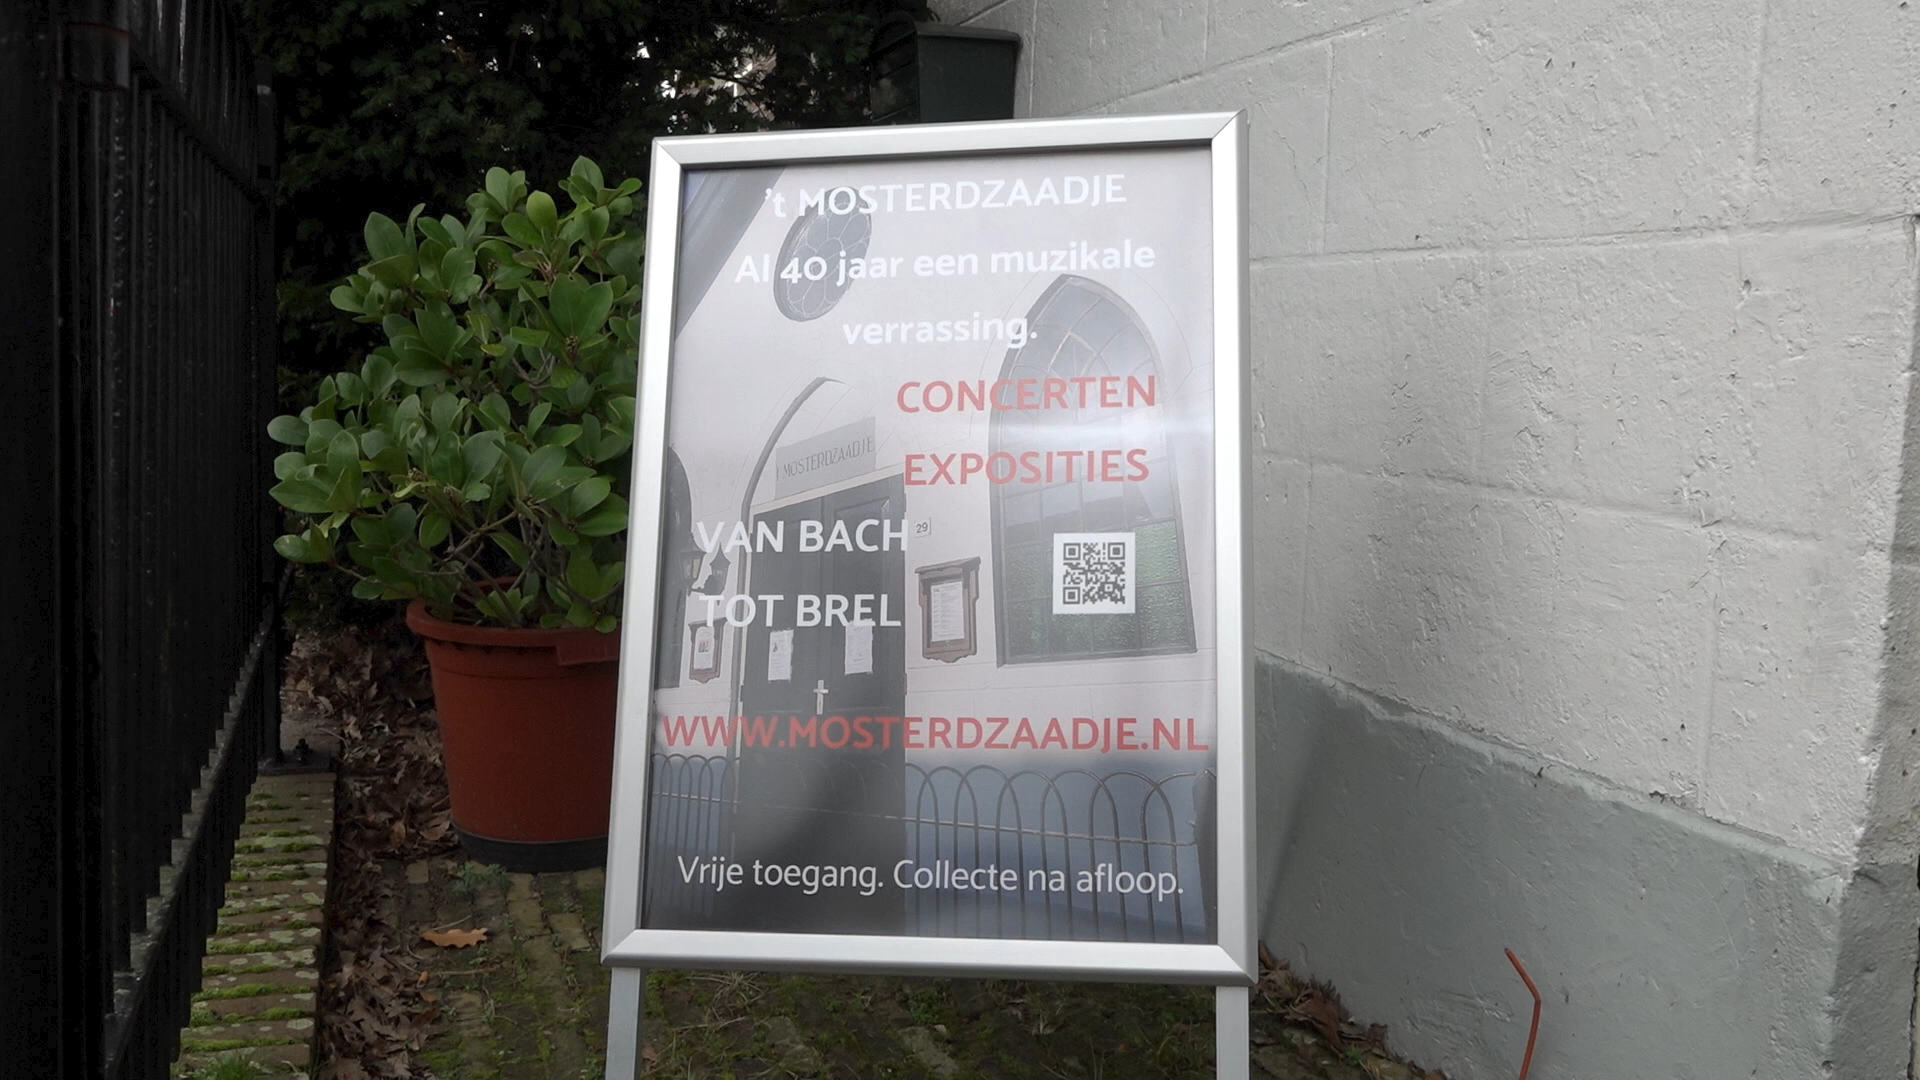 't MOSTERDZAADJE
Al 40 jaar een muzikale
verrassing.
CONCERTEN
EXPOSITIES
't MOSTERDZAADJE
VAN BACH
29
TOT BREL
WWW.MOSTERDZAADJE.NL
Vrije toegang. Collecte na afloop.